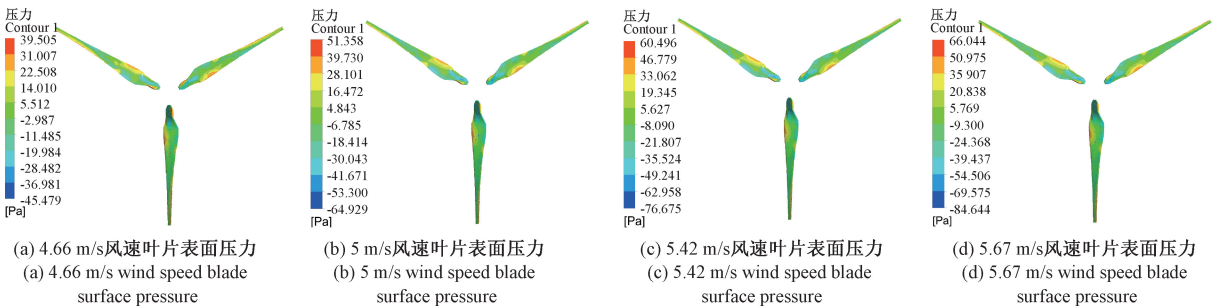 压力
Contour 1
39.505
31.007
22.508
14.010
5.512
-2.987
-11.485
-19.984
-28.482
-36.981
-45.479
[Pa]
(a) 4.66 m/s风速叶片表面压力
(a) 4.66 m/s wind speed blade
surface pressure
压力
Contour 1
51.358
39.730
28.101
16.472
4.843
-6.785
-18.414
-30.043
-41.671
-53.300
-64.929
[Pa]
(b) 5 m/s风速叶片表面压力
(b) 5 m/s wind speed blade
surface pressure
压力
Contour 1
60.496
46.779
33.062
19.345
5.627
-8.090
-21.807
-35.524
-49.241
-62.958
-76.675
[Pa]
(c) 5.42 m/s风速叶片表面压力
(c) 5.42 m/s wind speed blade
surface pressure
压力
Contour 1
66.044
50.975
35.907
20.838
5.769
-9.300
-24.368
-39.437
-54.506
-69.575
-84.644
[Pa]
(d) 5.67 m/s风速叶片表面压力
(d) 5.67 m/s wind speed blade
surface pressure